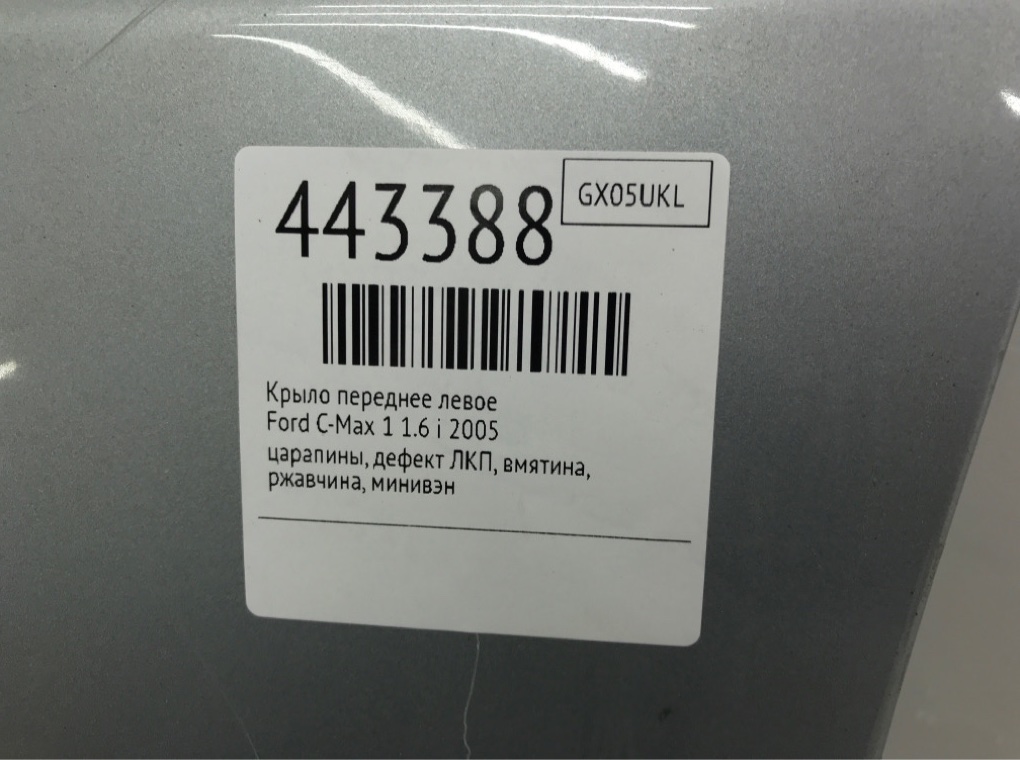 443388
GX05UKL
Крыло переднее левое
Ford C-Max 1 1.6 i 2005
царапины, дефект ЛКП, вмятина,
ржавчина, минивэн